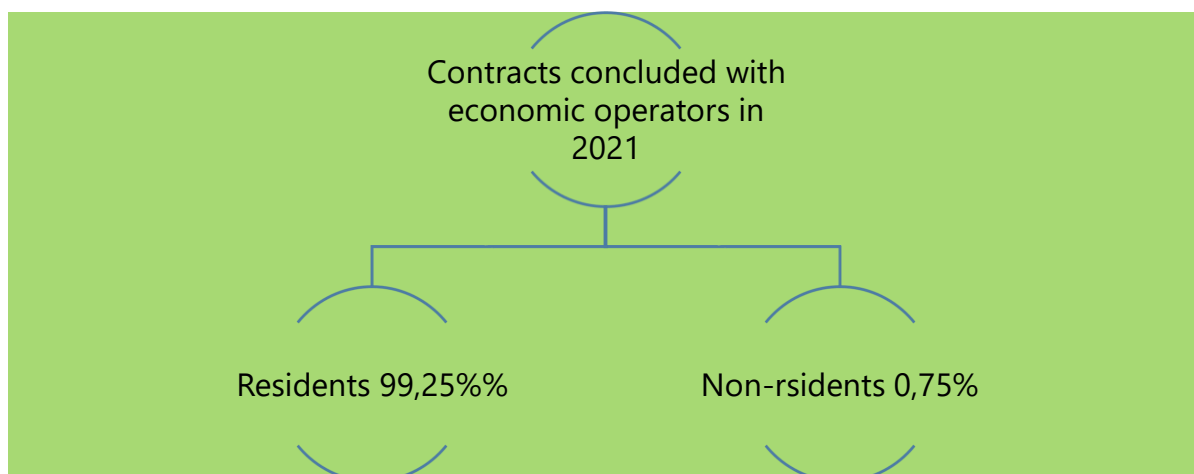 Contracts concluded with
economic operators in
2021
Residents 99,25%%
Non-rsidents 0,75%